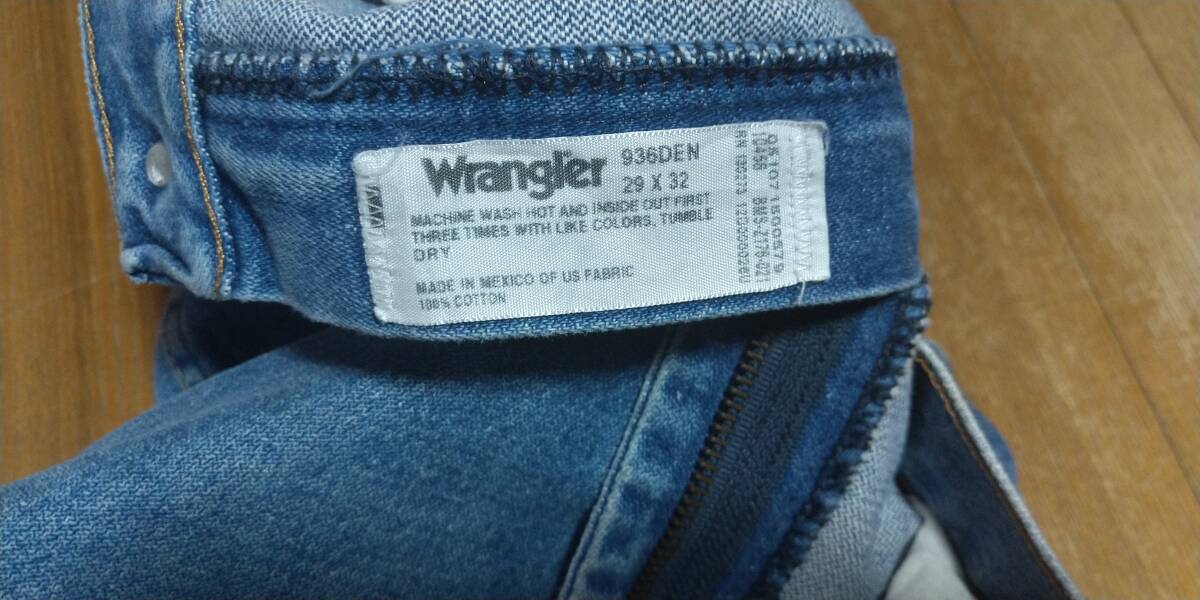 Wrangler
936DEN
29 X 32
MACHINE WASH HOT AND INSIDE OUT FIRST
THREE TIMES WITH LIKE COLORS. TUMBLE
DRY
MADE IN MEXICO OF US FABRIC
100% COTTON